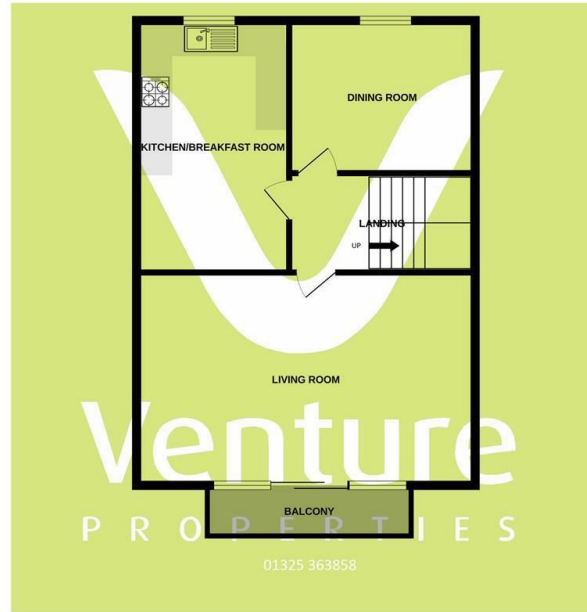 DINING ROOM
KITCHEN/BREAKFAST ROOM
LANDING
UP
LIVING ROOM
Venture
BALCONY
PROPERTIES
01325 363858